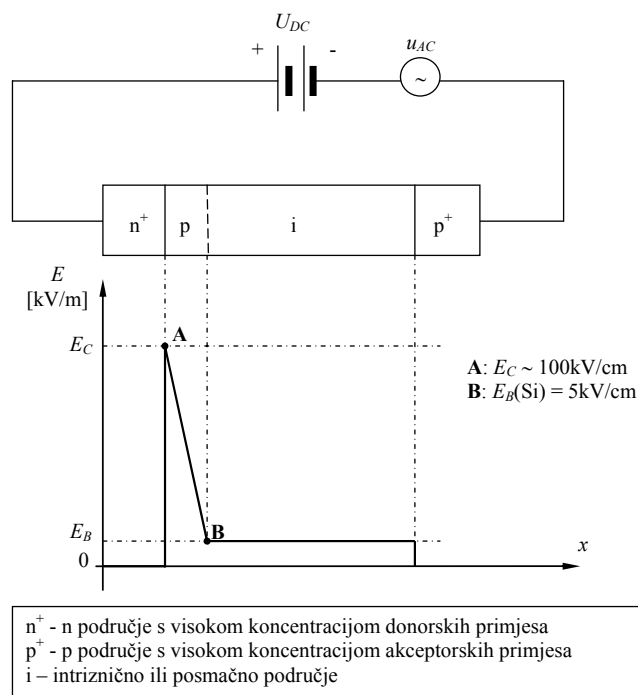 U_DC
+ - u_AC
~
n⁺ p i p⁺
E
[kV/m]
A
E_C
A: E_C ~ 100kV/cm
B: E_B(Si) = 5kV/cm
E_B B x
0
n⁺ - n područje s visokom koncentracijom donorskih primjesa
p⁺ - p područje s visokom koncentracijom akceptorskih primjesa
i – intriznično ili posmačno područje